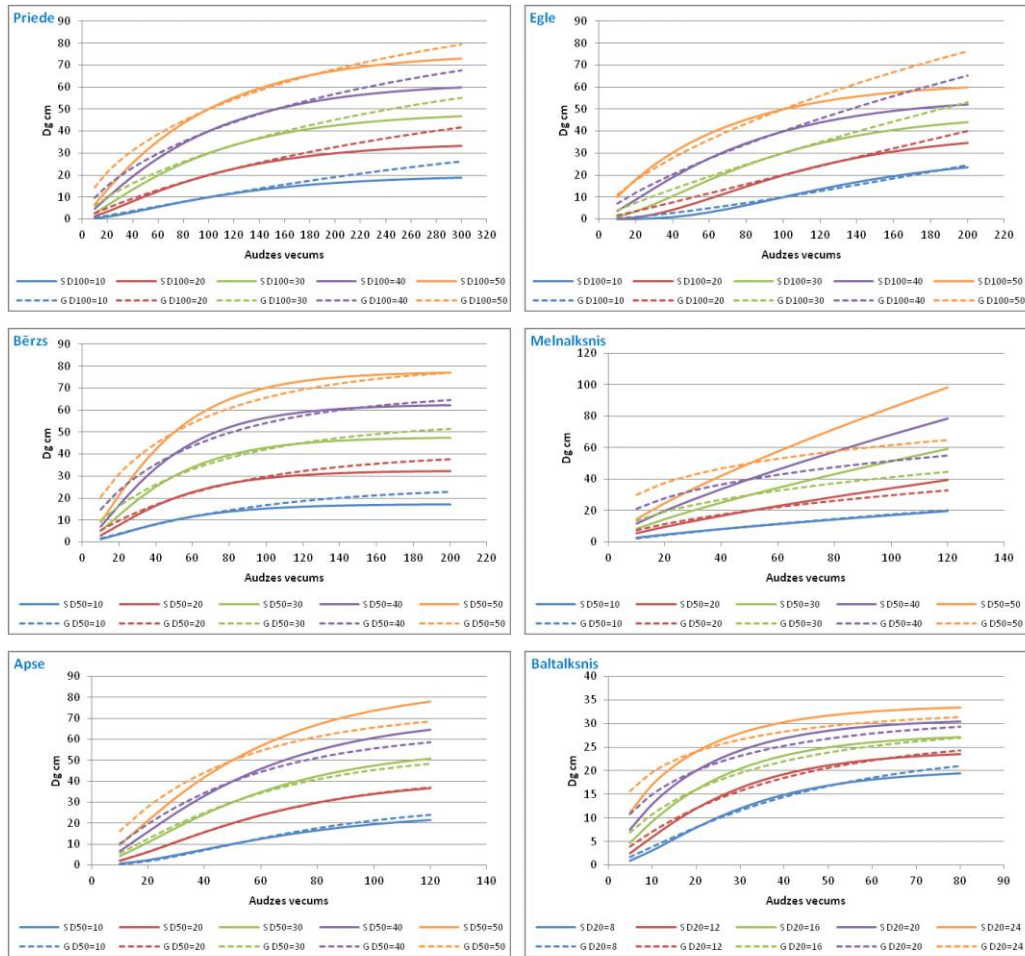 Priede
90
80
70
60
50
40
30
20
10
0
Dg cm
0 20 40 60 80 100 120 140 160 180 200 220 240 260 280 300 320
Audzes vecums
S D100=10 S D100=20 S D100=30 S D100=40 S D100=50
G D100=10 G D100=20 G D100=30 G D100=40 G D100=50
Egle
90
80
70
60
50
40
30
20
10
0
Dg cm
0 20 40 60 80 100 120 140 160 180 200 220
Audzes vecums
S D100=10 S D100=20 S D100=30 S D100=40 S D100=50
G D100=10 G D100=20 G D100=30 G D100=40 G D100=50
Bērzs
90
80
70
60
50
40
30
20
10
0
Dg cm
0 20 40 60 80 100 120 140 160 180 200 220
Audzes vecums
S D50=10 S D50=20 S D50=30 S D50=40 S D50=50
G D50=10 G D50=20 G D50=30 G D50=40 G D50=50
Melnalksnis
120
100
80
60
40
20
0
Dg cm
0 20 40 60 80 100 120 140
Audzes vecums
S D50=10 S D50=20 S D50=30 S D50=40 S D50=50
G D50=10 G D50=20 G D50=30 G D50=40 G D50=50
Apse
90
80
70
60
50
40
30
20
10
0
Dg cm
0 20 40 60 80 100 120 140
Audzes vecums
S D50=10 S D50=20 S D50=30 S D50=40 S D50=50
G D50=10 G D50=20 G D50=30 G D50=40 G D50=50
Baltalksnis
40
35
30
25
20
15
10
5
0
Dg cm
0 10 20 30 40 50 60 70 80 90
Audzes vecums
S D20=8 S D20=12 S D20=16 S D20=20 S D20=24
G D20=8 G D20=12 G D20=16 G D20=20 G D20=24